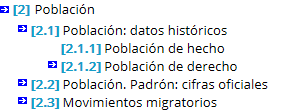 [2] Población
[2.1] Población: datos históricos
[2.1.1] Población de hecho
[2.1.2] Población de derecho
[2.2] Población. Padrón: cifras oficiales
[2.3] Movimientos migratorios